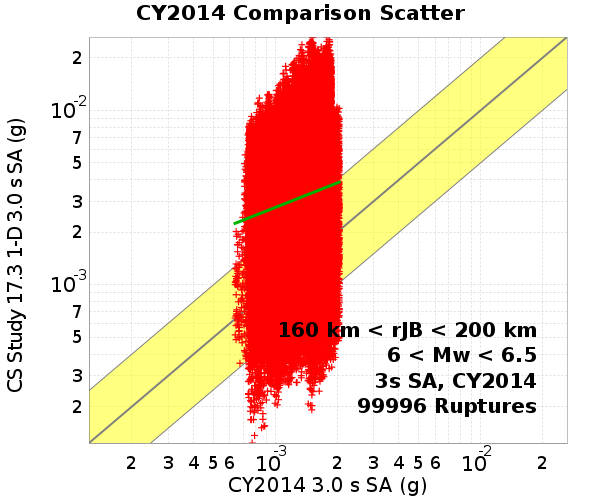 CY2014 Comparison Scatter
CS Study 17.3 1-D 3.0 s SA (g)
2
10-2
7
5
3
2
10-3
7
5
3
2
160 km < rJB < 200 km
6 < Mw < 6.5
3s SA, CY2014
99996 Ruptures
2 3 4 5 6 10-3 2 3 4 5 6 10-2 2
CY2014 3.0 s SA (g)